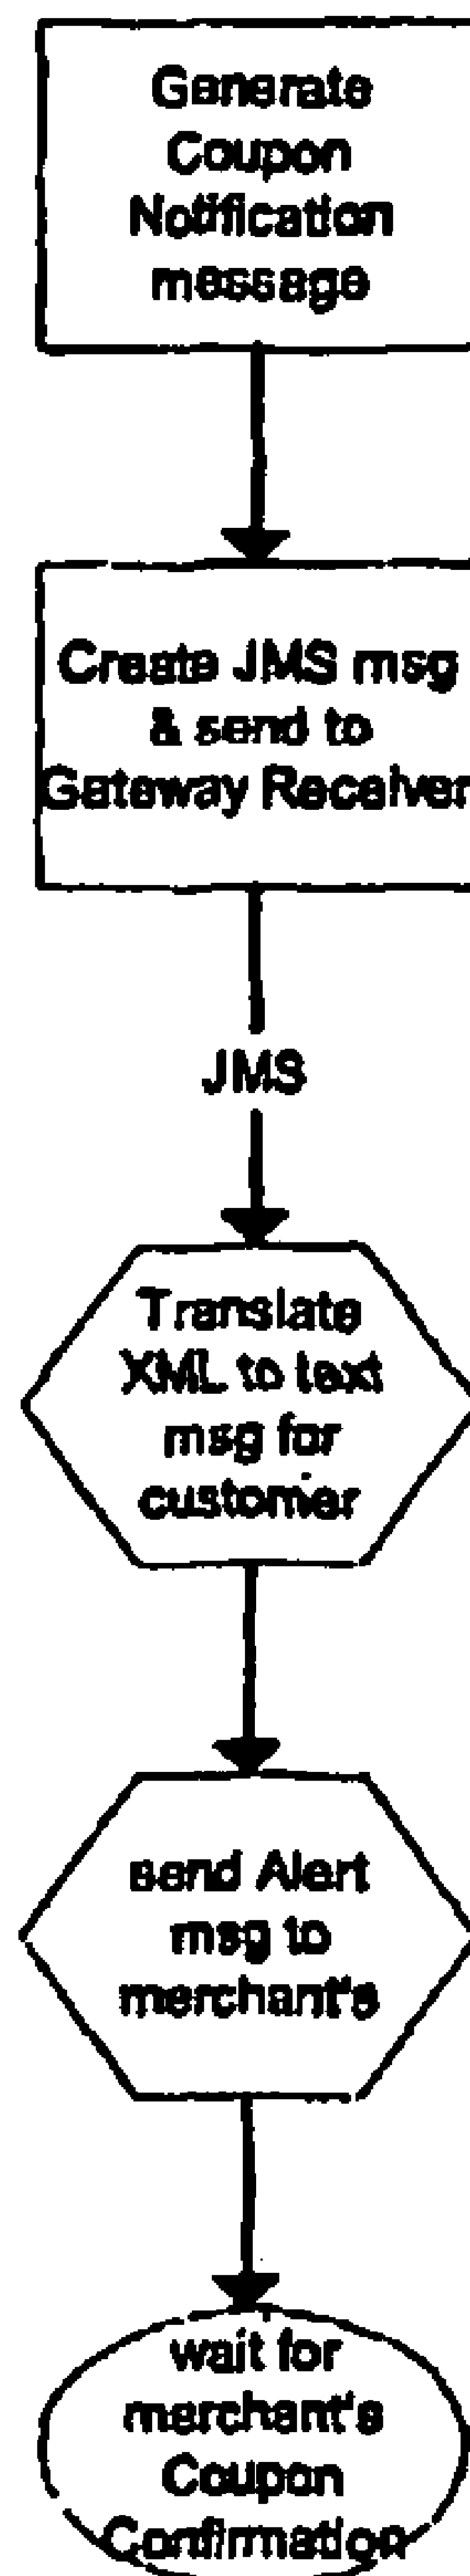 Generate
Coupon
Notification
message
Create JMS msg
& send to
Gateway Receiver
JMS
Translate
XML to text
msg for
customer
send Alert
msg to
merchant's
wait for
merchant's
Coupon
Confirmation